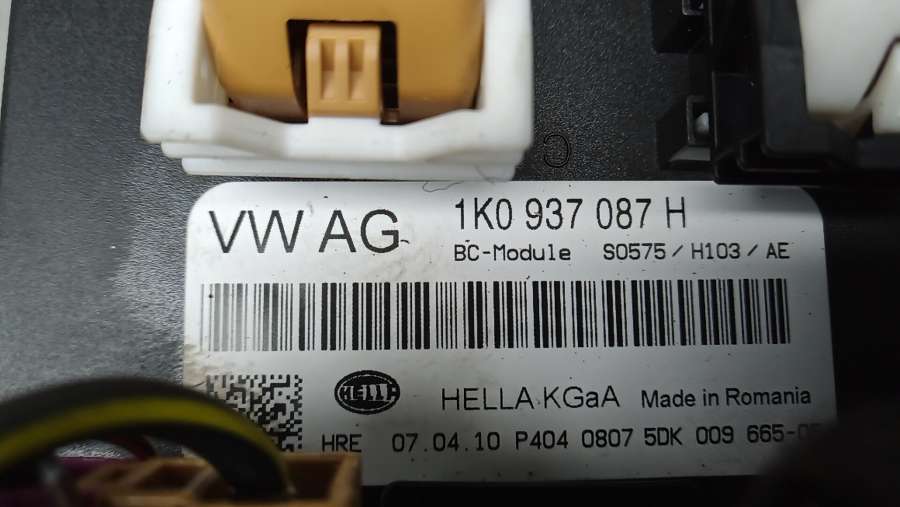 VW AG
1K0 937 087 H
BC-Module S0575/H103/AE
HELLA
HELLA KGaA Made in Romania
HRE 07.04.10 P404 0807 5DK 009 665-0